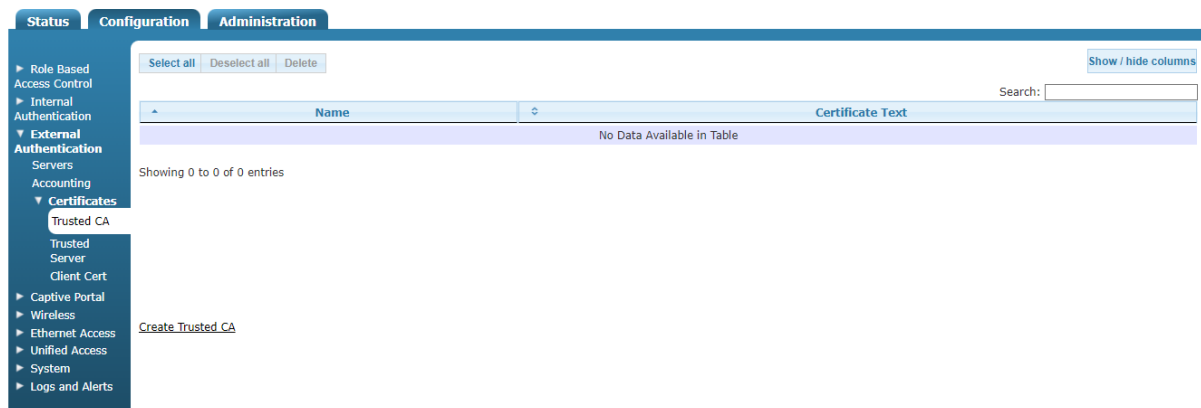 Status Configuration Administration
Role Based
Access Control
Internal
Authentication
External
Authentication
Servers
Accounting
Certificates
Trusted CA
Trusted
Server
Client Cert
Captive Portal
Wireless
Ethernet Access
Unified Access
System
Logs and Alerts
Select all Deselect all Delete
Show / hide columns
Search:
Name Certificate Text
No Data Available in Table
Showing 0 to 0 of 0 entries
Create Trusted CA